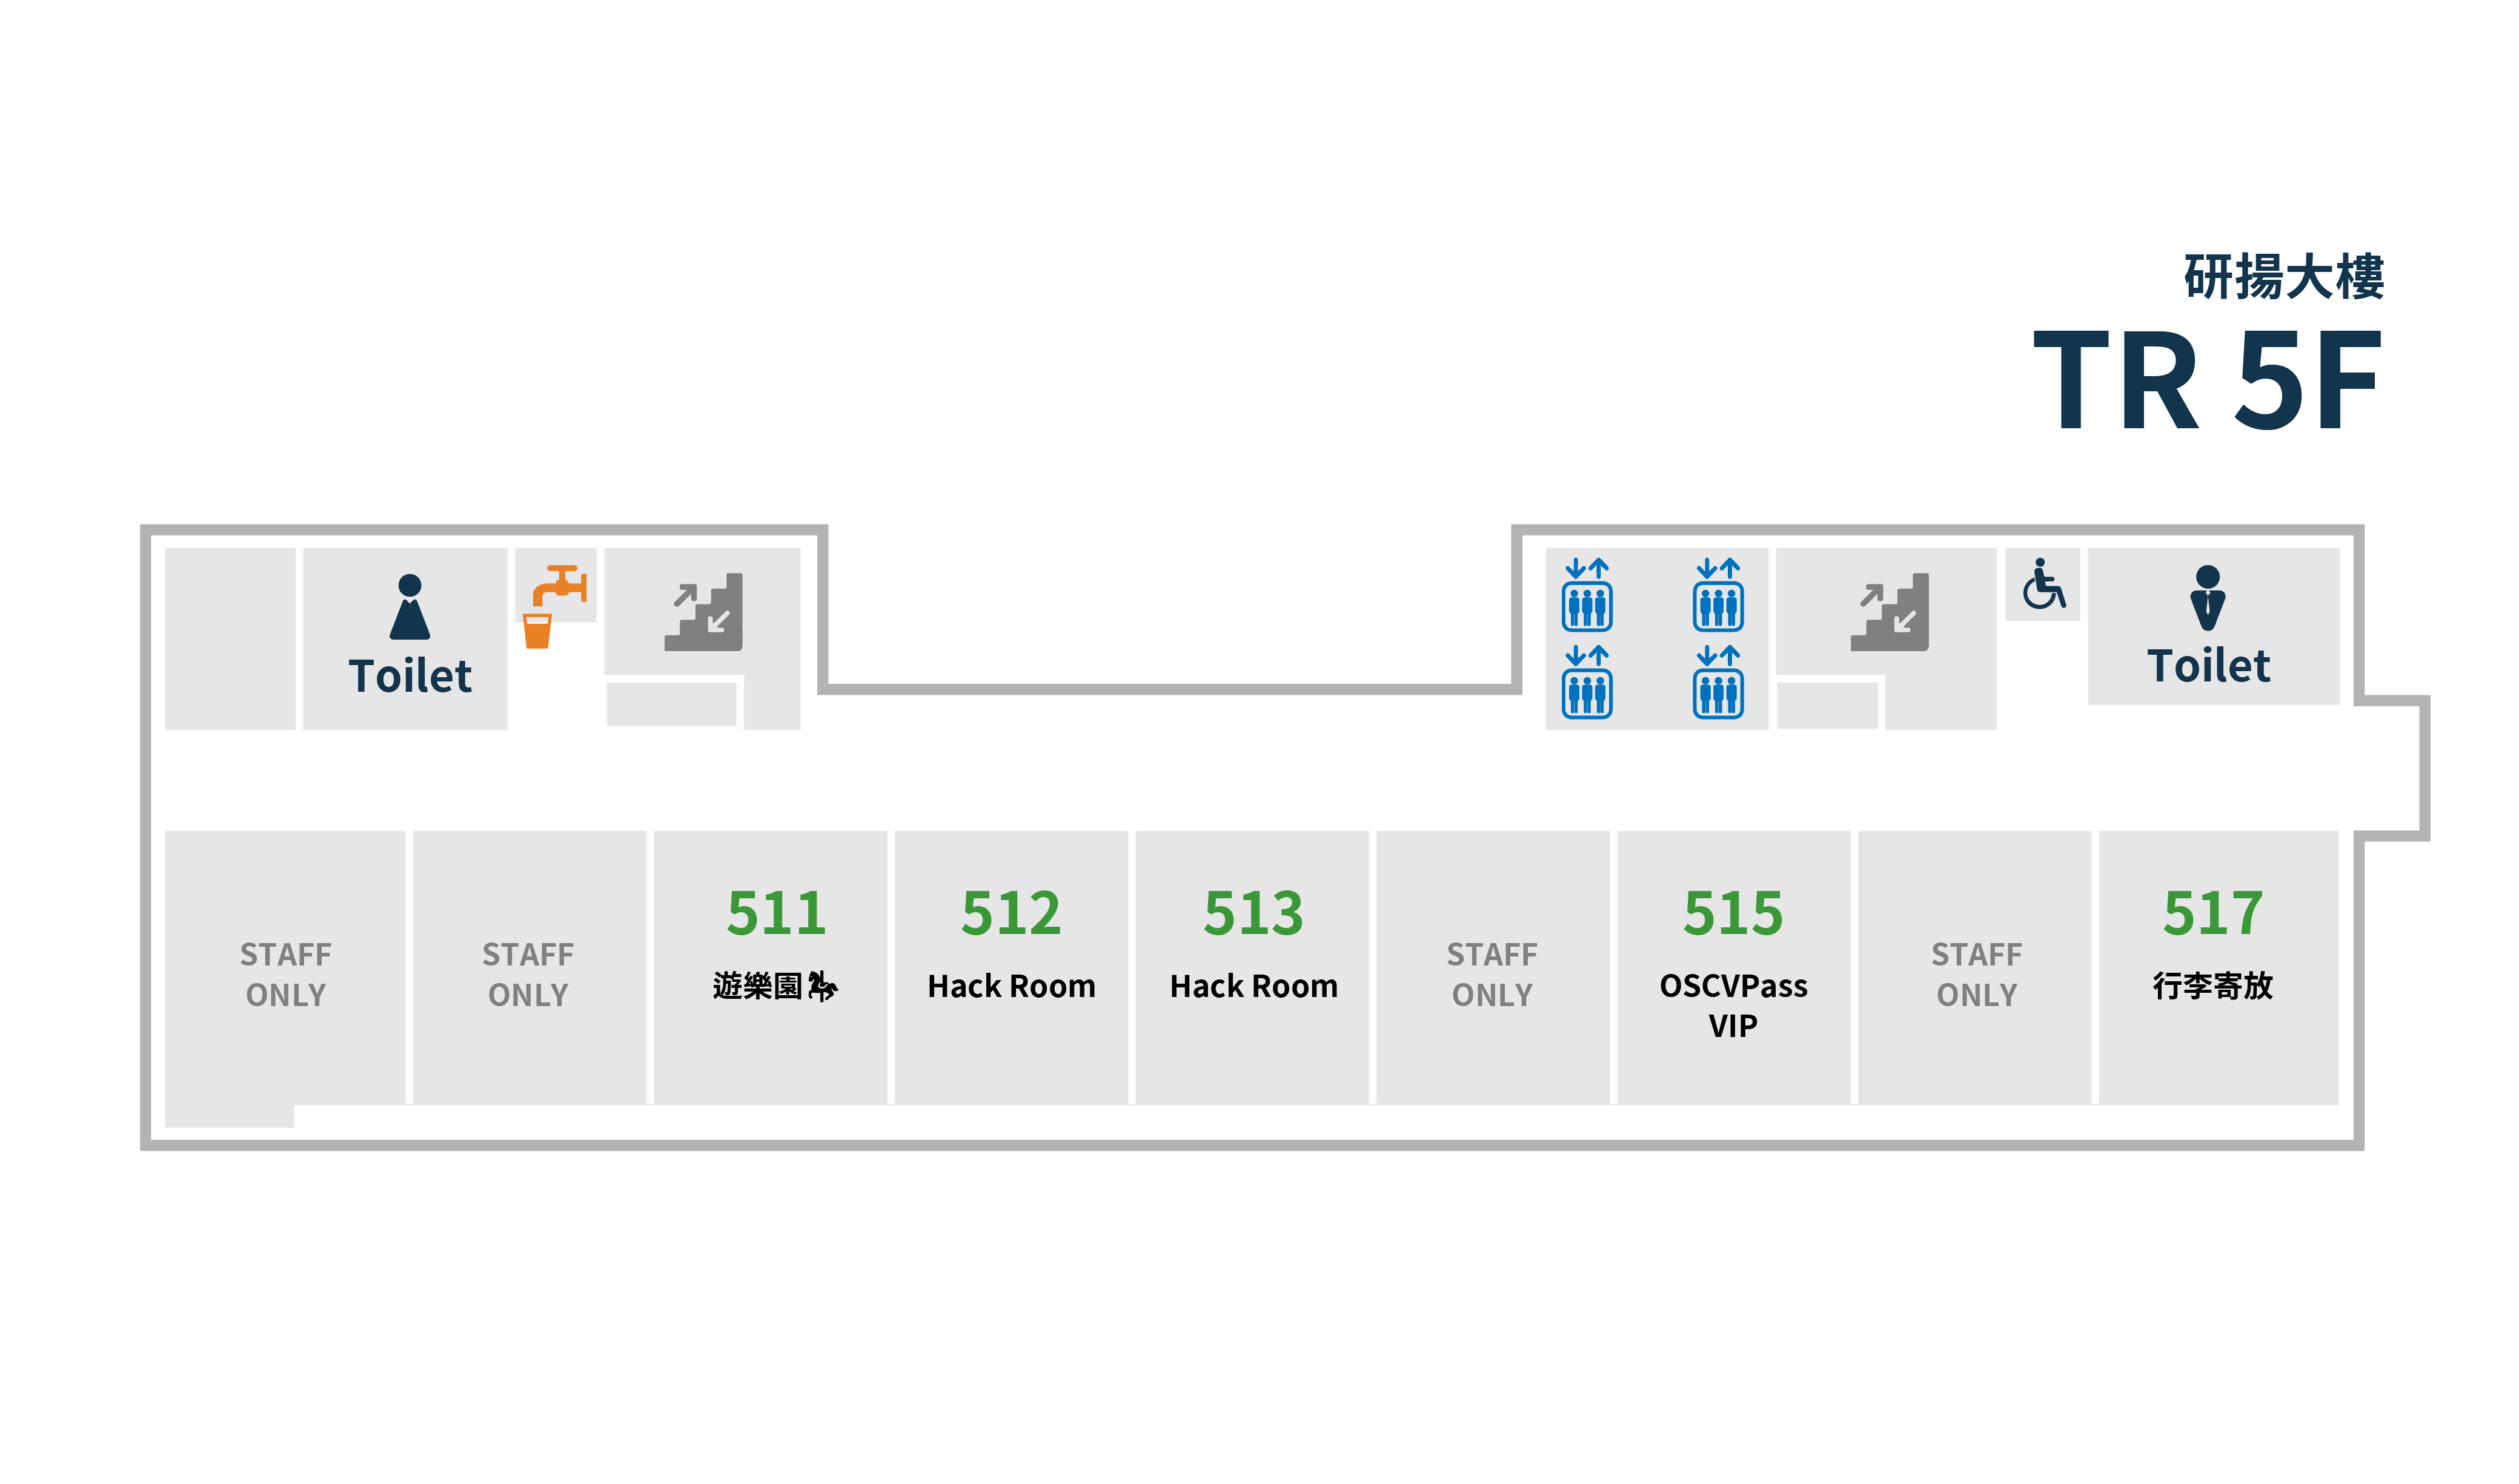 研揚大樓
TR 5F
Toilet
Toilet
STAFF
ONLY
STAFF
ONLY
511
遊樂園
512
Hack Room
513
Hack Room
STAFF
ONLY
515
OSCVPass
VIP
STAFF
ONLY
517
行李寄放